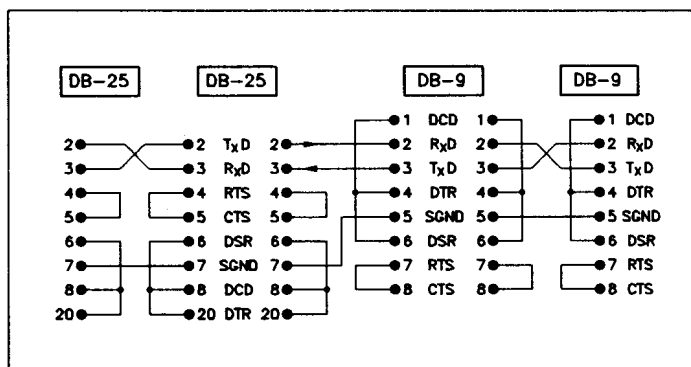 DB-25 DB-25 DB-9 DB-9
1 DCD 1 1 DCD
2 2 TXD 2 2 RXD 2 2 RXD
3 3 RXD 3 3 TXD 3 3 TXD
4 4 RTS 4 4 DTR 4 4 DTR
5 5 CTS 5 5 SGND 5 5 SGND
6 6 DSR 6 6 DSR 6 6 DSR
7 7 SGND 7 7 RTS 7 7 RTS
8 8 DCD 8 8 CTS 8 8 CTS
20 20 DTR 20